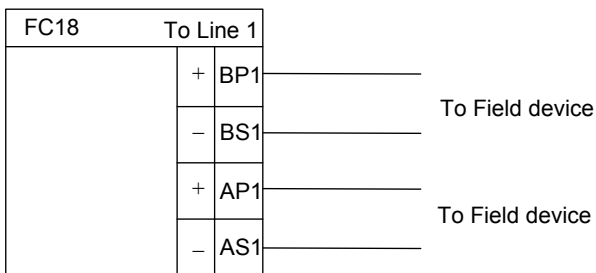 FC18 To Line 1
+ BP1
To Field device
− BS1
+ AP1
To Field device
− AS1